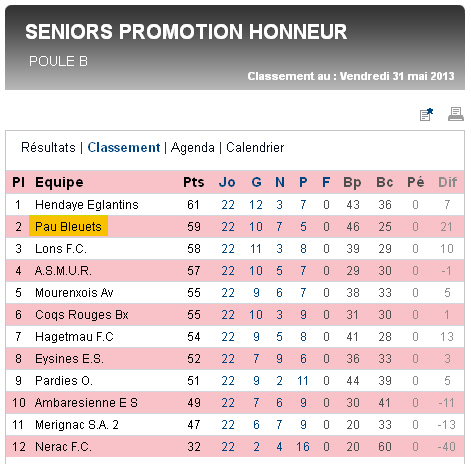 SENIORS PROMOTION HONNEUR
POULE B
Classement au : Vendredi 31 mai 2013
Résultats | Classement | Agenda | Calendrier
Pl Equipe Pts Jo G N P F Bp Bc Pé Dif
1 Hendaye Eglantins 61 22 12 3 7 0 43 36 0 7
2 Pau Bleuets 59 22 10 7 5 0 46 25 0 21
3 Lons F.C. 58 22 11 3 8 0 39 29 0 10
4 A.S.M.U.R. 57 22 10 5 7 0 29 30 0 -1
5 Mourenxois Av 55 22 9 6 7 0 38 33 0 5
6 Coqs Rouges Bx 55 22 10 3 9 0 31 30 0 1
7 Hagetmau F.C 54 22 9 5 8 0 41 28 0 13
8 Eysines E.S. 52 22 7 9 6 0 36 33 0 3
9 Pardies O. 51 22 9 2 11 0 44 39 0 5
10 Ambaresienne E S 49 22 7 6 9 0 30 41 0 -11
11 Merignac S.A. 2 47 22 6 7 9 0 20 33 0 -13
12 Nerac F.C. 32 22 2 4 16 0 20 60 0 -40